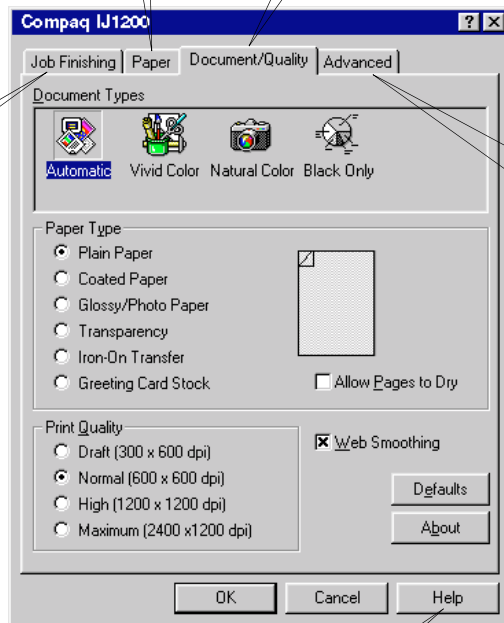 Compaq IJ1200
Job Finishing Paper Document/Quality Advanced
Document Types
Automatic Vivid Color Natural Color Black Only
Paper Type
Plain Paper
Coated Paper
Glossy/Photo Paper
Transparency
Iron-On Transfer
Greeting Card Stock
Allow Pages to Dry
Print Quality
Draft (300 x 600 dpi)
Normal (600 x 600 dpi)
High (1200 x 1200 dpi)
Maximum (2400 x1200 dpi)
Web Smoothing
Defaults
About
OK Cancel Help